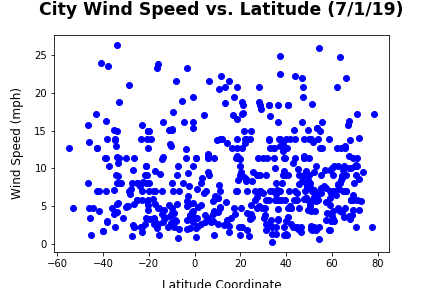 City Wind Speed vs. Latitude (7/1/19)
Wind Speed (mph)
25
20
15
10
5
0
−60 −40 −20 0 20 40 60 80
Latitude Coordinate